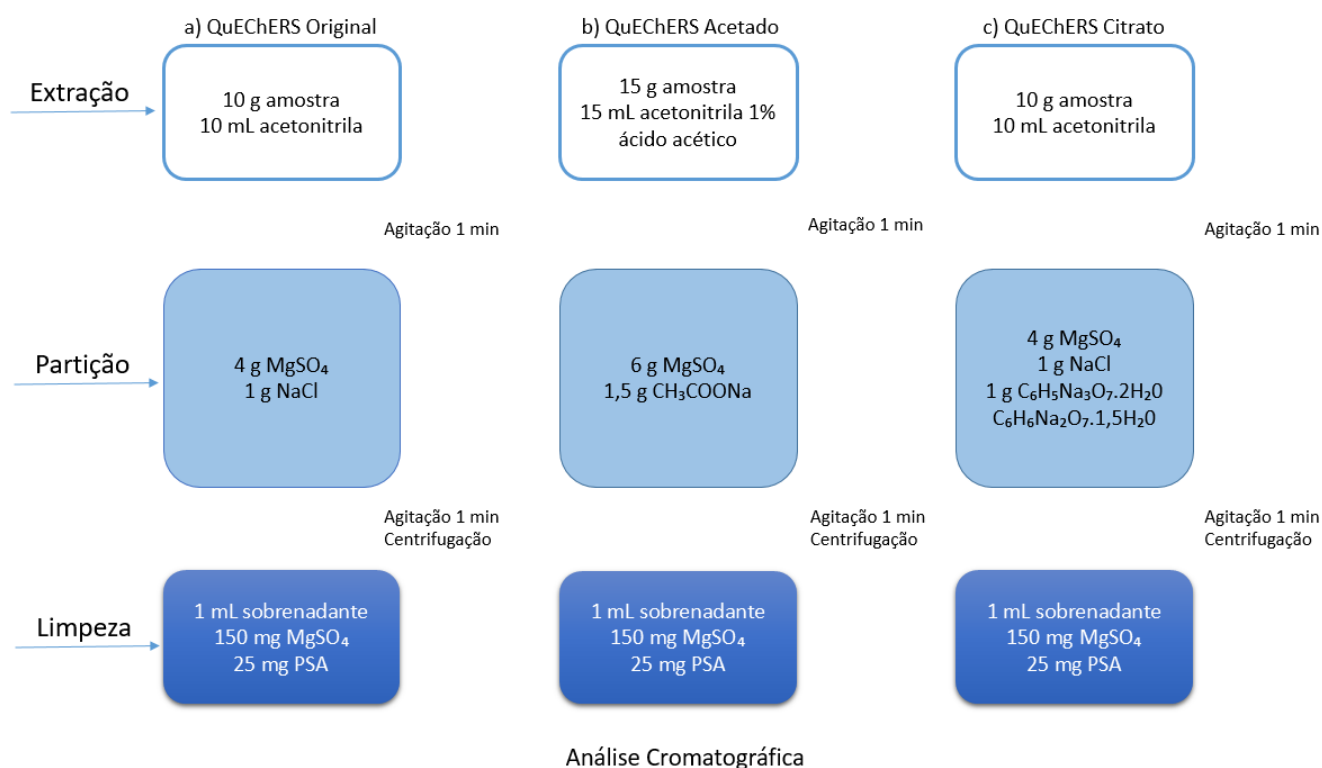 a) QuEChERS Original
b) QuEChERS Acetado
c) QuEChERS Citrato
Extração
10 g amostra
10 mL acetonitrila
15 g amostra
15 mL acetonitrila 1%
ácido acético
10 g amostra
10 mL acetonitrila
Agitação 1 min
Agitação 1 min
Agitação 1 min
Partição
4 g MgSO₄
1 g NaCl
6 g MgSO₄
1,5 g CH₃COONa
4 g MgSO₄
1 g NaCl
1 g C₆H₅Na₃O₇.2H₂0
C₆H₆Na₂O₇.1,5H₂0
Agitação 1 min
Centrifugação
Agitação 1 min
Centrifugação
Agitação 1 min
Centrifugação
Limpeza
1 mL sobrenadante
150 mg MgSO₄
25 mg PSA
1 mL sobrenadante
150 mg MgSO₄
25 mg PSA
1 mL sobrenadante
150 mg MgSO₄
25 mg PSA
Análise Cromatográfica